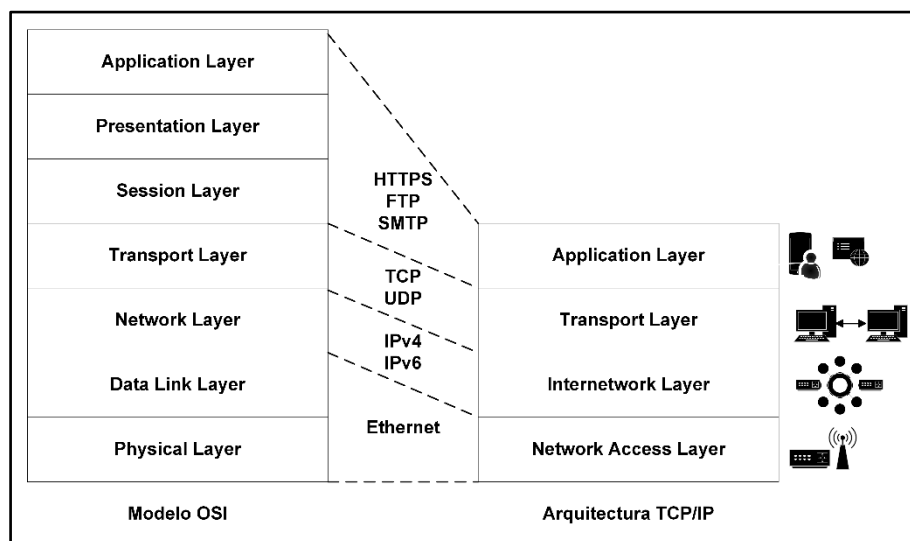 Application Layer
Presentation Layer
Session Layer
Transport Layer
Network Layer
Data Link Layer
Physical Layer
Modelo OSI
HTTPS
FTP
SMTP
TCP
UDP
IPv4
IPv6
Ethernet
Application Layer
Transport Layer
Internetwork Layer
Network Access Layer
Arquitectura TCP/IP